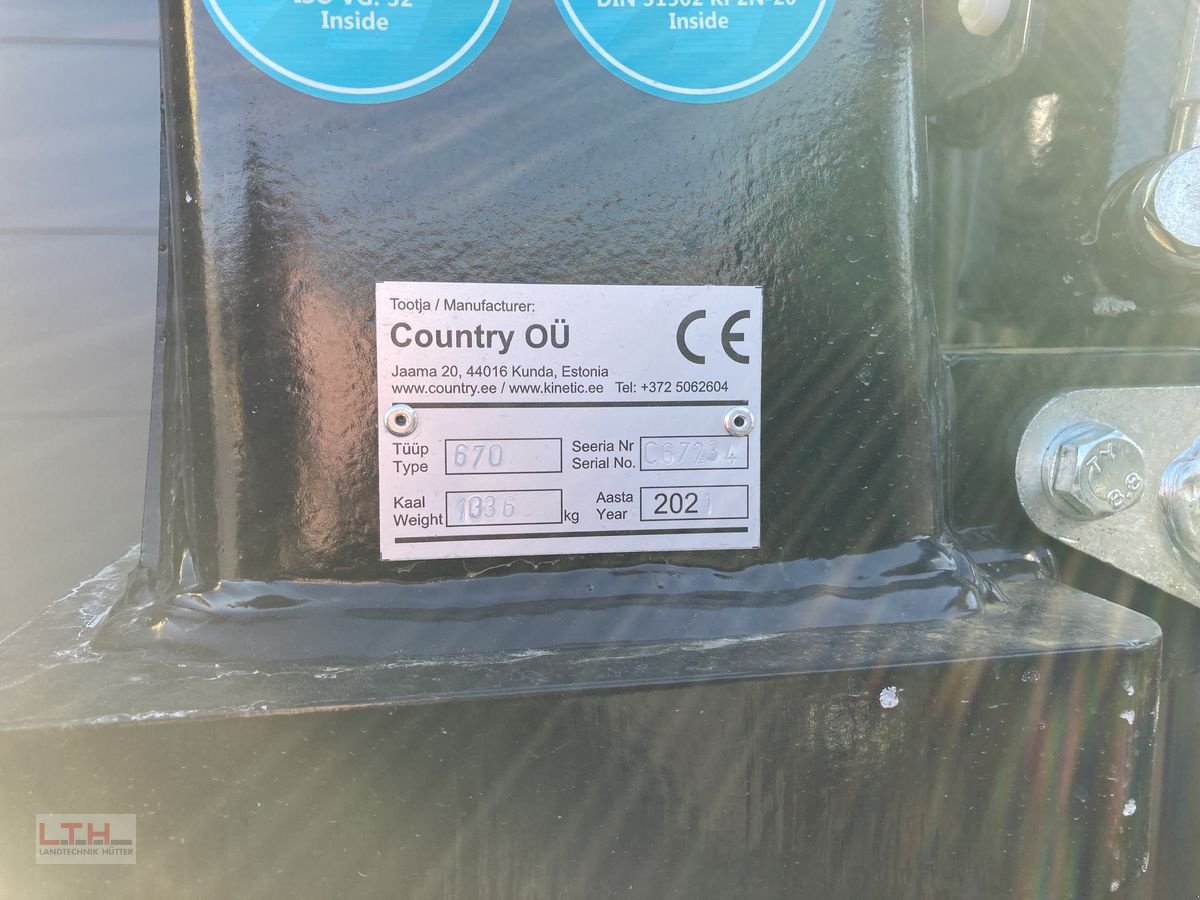 ISO VG: 32
Inside
DIN 51502 KP2N-20
Inside
Tootja / Manufacturer:
Country OÜ
CE
Jaama 20, 44016 Kunda, Estonia
www.country.ee / www.kinetic.ee Tel: +372 5062604
Tüüp
Type 670
Seeria Nr
Serial No. C67234
Kaal
Weight 1036 kg
Aasta
Year 2021
8.8
L.T.H.
LANDTECHNIK HÜTTER